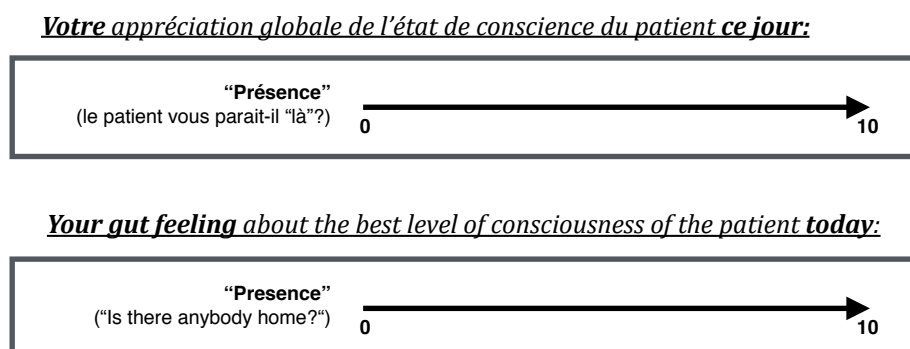 Votre appréciation globale de l’état de conscience du patient ce jour:
“Présence”
(le patient vous parait-il “là”?)
0 10
Your gut feeling about the best level of consciousness of the patient today:
“Presence”
(“Is there anybody home?“)
0 10